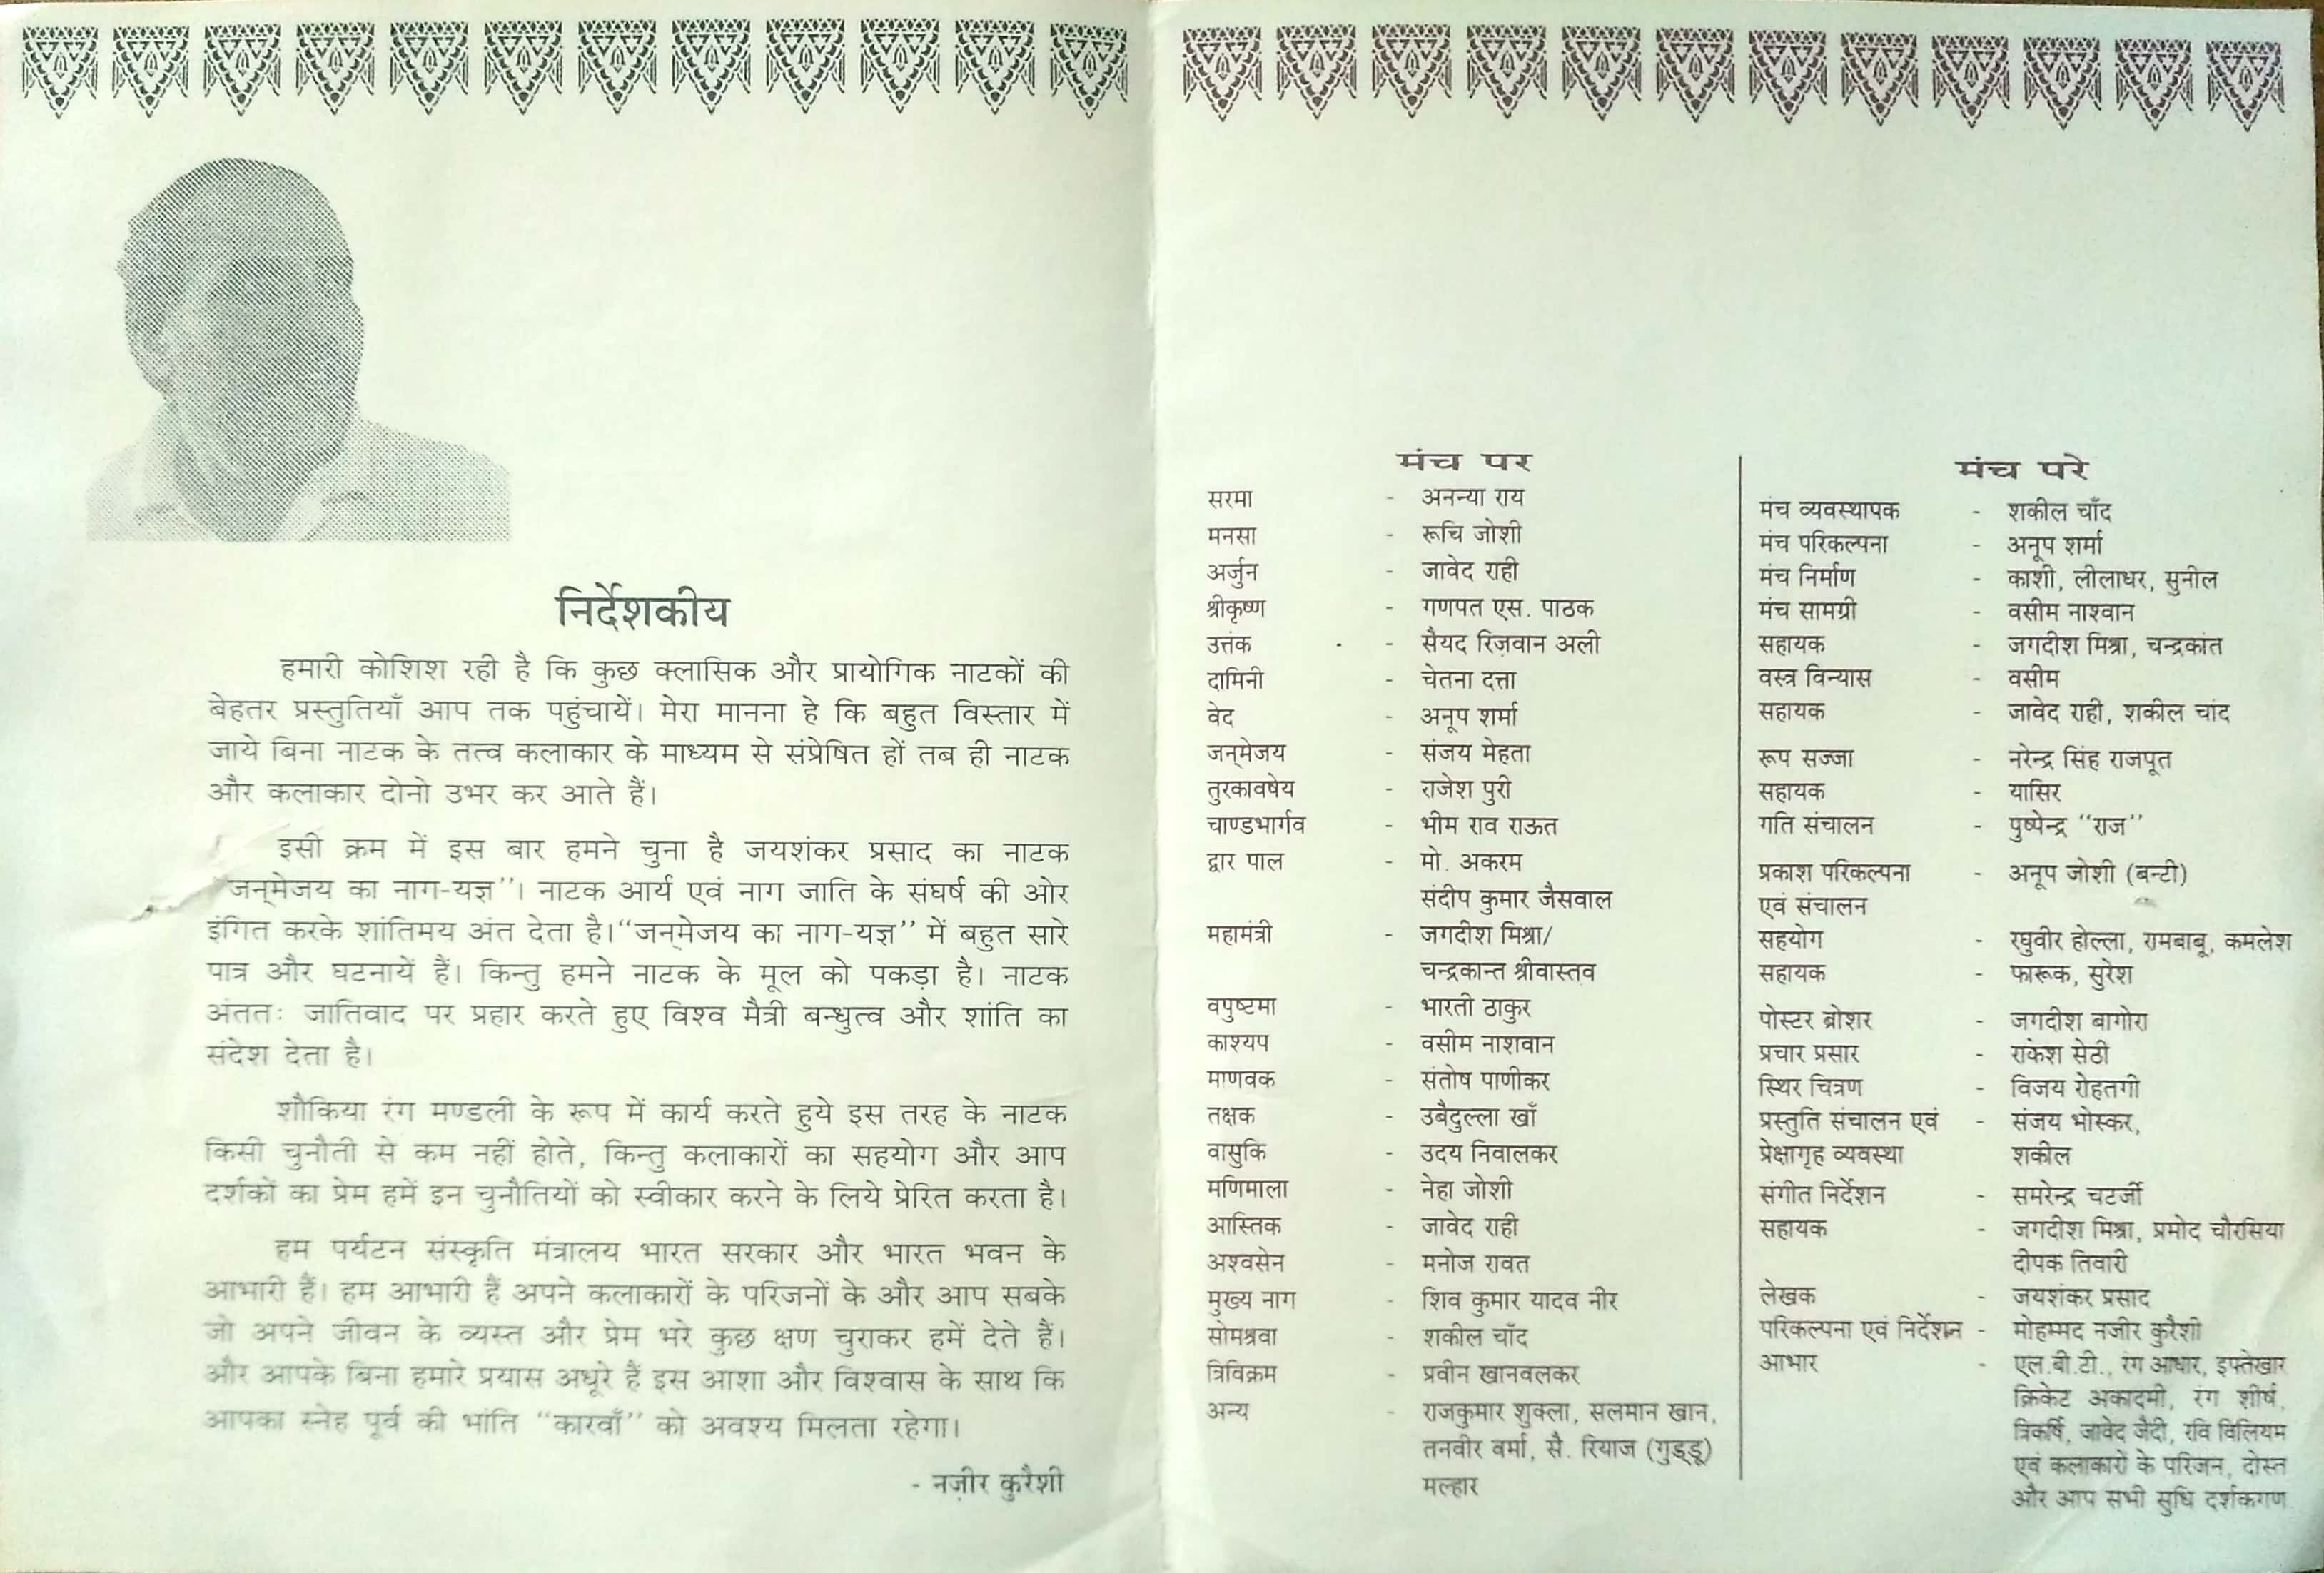 निर्देशकीय
हमारी कोशिश रही है कि कुछ क्लासिक और प्रायोगिक नाटकों की
बेहतर प्रस्तुतियाँ आप तक पहुंचायें। मेरा मानना हे कि बहुत विस्तार में
जाये बिना नाटक के तत्व कलाकार के माध्यम से संप्रेषित हों तब ही नाटक
और कलाकार दोनो उभर कर आते हैं।
इसी क्रम में इस बार हमने चुना है जयशंकर प्रसाद का नाटक
"जन्‌मेजय का नाग-यज्ञ''। नाटक आर्य एवं नाग जाति के संघर्ष की ओर
इंगित करके शांतिमय अंत देता है।"जन्‌मेजय का नाग-यज्ञ'' में बहुत सारे
पात्र और घटनायें हैं। किन्तु हमने नाटक के मूल को पकड़ा है। नाटक
अंततः जातिवाद पर प्रहार करते हुए विश्व मैत्री बन्धुत्व और शांति का
संदेश देता है।
शौकिया रंग मण्डली के रूप में कार्य करते हुये इस तरह के नाटक
किसी चुनौती से कम नहीं होते, किन्तु कलाकारों का सहयोग और आप
दर्शकों का प्रेम हमें इन चुनौतियों को स्वीकार करने के लिये प्रेरित करता है।
हम पर्यटन संस्कृति मंत्रालय भारत सरकार और भारत भवन के
आभारी हैं। हम आभारी हैं अपने कलाकारों के परिजनों के और आप सबके
जो अपने जीवन के व्यस्त और प्रेम भरे कुछ क्षण चुराकर हमें देते हैं।
और आपके बिना हमारे प्रयास अधूरे हैं इस आशा और विश्वास के साथ कि
आपका स्नेह पूर्व की भांति "कारवाँ'' को अवश्य मिलता रहेगा।
- नज़ीर कुरैशी
मंच पर
सरमा - अनन्या राय
मनसा - रूचि जोशी
अर्जुन - जावेद राही
श्रीकृष्ण - गणपत एस. पाठक
उत्तंक - सैयद रिज़वान अली
दामिनी - चेतना दत्ता
वेद - अनूप शर्मा
जन्‌मेजय - संजय मेहता
तुरकावषेय - राजेश पुरी
चाण्डभार्गव - भीम राव राऊत
द्वार पाल - मो. अकरम
संदीप कुमार जैसवाल
महामंत्री - जगदीश मिश्रा/
चन्द्रकान्त श्रीवास्तव
वपुष्टमा - भारती ठाकुर
काश्यप - वसीम नाशवान
माणवक - संतोष पाणीकर
तक्षक - उबैदुल्ला खाँ
वासुकि - उदय निवालकर
मणिमाला - नेहा जोशी
आस्तिक - जावेद राही
अश्वसेन - मनोज रावत
मुख्य नाग - शिव कुमार यादव नीर
सोमश्रवा - शकील चाँद
त्रिविक्रम - प्रवीन खानवलकर
अन्य - राजकुमार शुक्ला, सलमान खान,
तनवीर वर्मा, सै. रियाज (गुड्डू)
मल्हार
मंच परे
मंच व्यवस्थापक - शकील चाँद
मंच परिकल्पना - अनूप शर्मा
मंच निर्माण - काशी, लीलाधर, सुनील
मंच सामग्री - वसीम नाश्वान
सहायक - जगदीश मिश्रा, चन्द्रकांत
वस्त्र विन्यास - वसीम
सहायक - जावेद राही, शकील चांद
रूप सज्जा - नरेन्द्र सिंह राजपूत
सहायक - यासिर
गति संचालन - पुष्पेन्द्र "राज''
प्रकाश परिकल्पना - अनूप जोशी (बन्टी)
एवं संचालन
सहयोग - रघुवीर होल्ला, रामबाबू, कमलेश
सहायक - फारूक, सुरेश
पोस्टर ब्रोशर - जगदीश बागोरा
प्रचार प्रसार - राकेश सेठी
स्थिर चित्रण - विजय रोहतगी
प्रस्तुति संचालन एवं - संजय भोस्कर,
प्रेक्षागृह व्यवस्था शकील
संगीत निर्देशन - समरेन्द्र चटर्जी
सहायक - जगदीश मिश्रा, प्रमोद चौरसिया
दीपक तिवारी
लेखक - जयशंकर प्रसाद
परिकल्पना एवं निर्देशन - मोहम्मद नजीर कुरैशी
आभार - एल.बी.टी., रंग आधार, इफ्तेखार
क्रिकेट अकादमी, रंग शीर्ष,
त्रिकर्षि, जावेद जैदी, रवि विलियम
एवं कलाकारों के परिजन, दोस्त
और आप सभी सुधि दर्शकगण